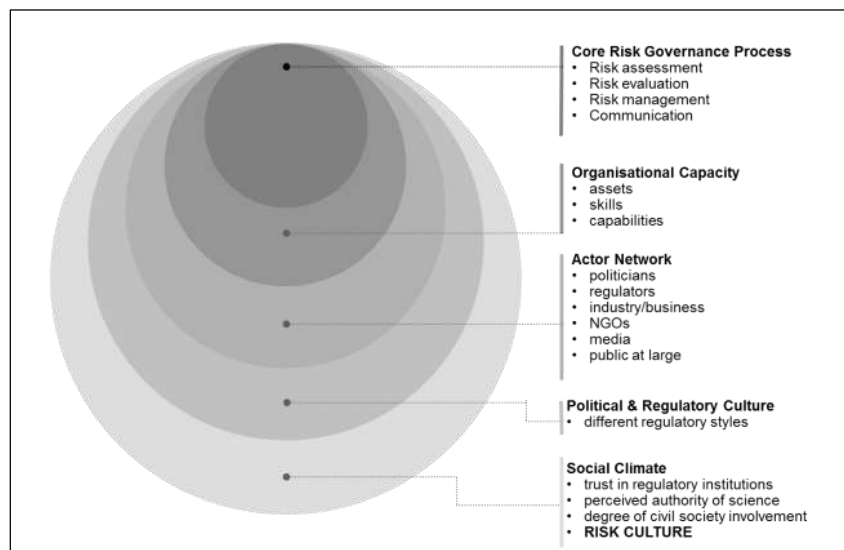 Core Risk Governance Process
• Risk assessment
• Risk evaluation
• Risk management
• Communication
Organisational Capacity
• assets
• skills
• capabilities
Actor Network
• politicians
• regulators
• industry/business
• NGOs
• media
• public at large
Political & Regulatory Culture
• different regulatory styles
Social Climate
• trust in regulatory institutions
• perceived authority of science
• degree of civil society involvement
• RISK CULTURE